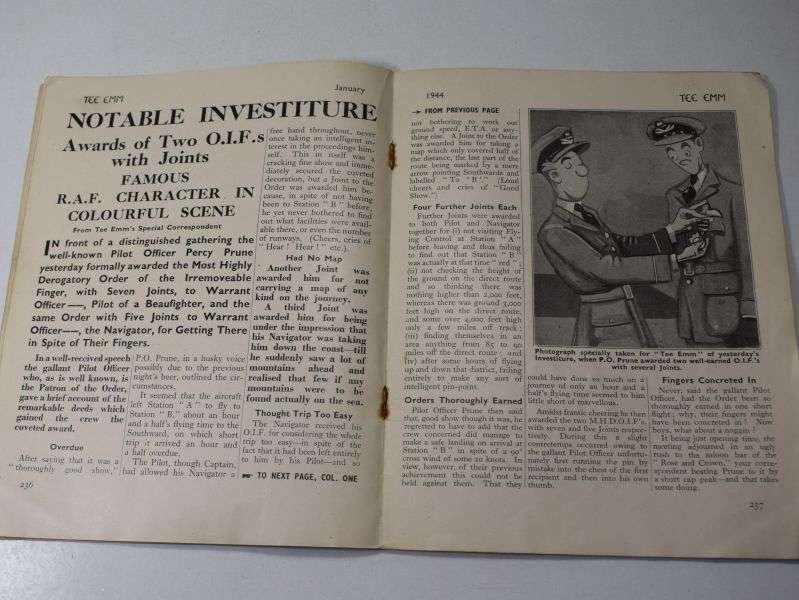 TEE EMM
January
NOTABLE INVESTITURE
Awards of Two O.I.F.s
with Joints
FAMOUS
R.A.F. CHARACTER IN
COLOURFUL SCENE
From Tee Emm's Special Correspondent
IN front of a distinguished gathering the
well-known Pilot Officer Percy Prune
yesterday formally awarded the Most Highly
Derogatory Order of the Irremoveable
Finger, with Seven Joints, to Warrant
Officer—, Pilot of a Beaufighter, and the
same Order with Five Joints to Warrant
Officer—, the Navigator, for Getting There
in Spite of Their Fingers.
In a well-received speech
the gallant Pilot Officer
who, as is well known, is
the Patron of the Order,
gave a brief account of the
remarkable deeds which
gained the crew the
coveted award.
Overdue
After saying that it was a
"thoroughly good show,"
P.O. Prune, in a husky voice
possibly due to the previous
night's beer, outlined the cir-
cumstances.
It seemed that the aircraft
left Station "A" to fly to
Station "B," about an hour
and a half's flying time to the
Southward, on which short
trip it arrived an hour and
a half overdue.
The Pilot, though Captain,
had allowed his Navigator a
free hand throughout, never
once taking an intelligent in-
terest in the proceedings him-
self. This in itself was a
cracking fine show and imme-
diately secured the coveted
decoration, but a Joint to the
Order was awarded him be-
cause, in spite of not having
been to Station "B" before,
he yet never bothered to find
out what facilities were avail-
able there, or even the number
of runways. (Cheers, cries of
"Hear! Hear!" etc.).
Had No Map
Another Joint was
awarded him for not
carrying a map of any
kind on the journey.
A third Joint was
awarded him for being
under the impression that
his Navigator was taking
him down the coast—till
he suddenly saw a lot of
mountains ahead and
realised that few if any
mountains were to be
found actually on the sea.
Thought Trip Too Easy
The Navigator received his
O.I.F. for considering the whole
trip too easy—in spite of the
fact that it had been left entirely
to him by his Pilot—and so
TO NEXT PAGE, COL. ONE
236
1944
TEE EMM
→ FROM PREVIOUS PAGE
not bothering to work out
ground speed, E.T.A. or any-
thing else. A Joint to the Order
was awarded him for taking a
map which only covered half of
the distance, the last part of the
route being marked by a mere
arrow pointing Southwards and
labelled "To 'B.'" (Loud
cheers and cries of "Good
Show").
Four Further Joints Each
Further Joints were awarded
to both Pilot and Navigator
together for (i) not visiting Fly-
ing Control at Station "A"
before leaving and thus failing
to find out that Station "B"
was actually at that time "red";
(ii) not checking the height of
the ground on the direct route
and so thinking there was
nothing higher than 2,000 feet,
whereas there was ground 3,000
feet high on the direct route,
and some over 4,000 feet high
only a few miles off track;
(iii) finding themselves in an
area anything from 85 to 90
miles off the direct route and
(iv) after some hours of flying
up and down that district, failing
entirely to make any sort of
intelligent pin-point.
Orders Thoroughly Earned
Pilot Officer Prune then said
that, good show though it was, he
regretted to have to add that the
crew concerned did manage to
make a safe landing on arrival at
Station "B" in spite of a 90°
cross wind of some 20 knots. In
view, however, of their previous
achievement this could not be
held against them. That they
Photograph specially taken for "Tee Emm" of yesterday's
Investiture, when P.O. Prune awarded two well-earned O.I.F.'s
with several Joints.
could have done so much on a
journey of only an hour and a
half's flying time seemed to him
little short of marvellous.
Amidst frantic cheering he then
awarded the two M.H.D.O.I.F's.
with seven and five Joints respec-
tively. During this a slight
contretemps occurred owing to
the gallant Pilot Officer unfortu-
nately first running the pin by
mistake into the chest of the first
recipient and then into his own
thumb.
Fingers Concreted In
Never, said the gallant Pilot
Officer, had the Order been so
thoroughly earned in one short
flight; why, their fingers might
have been concreted in! Now
boys, what about a noggin!
It being just opening time, the
meeting adjourned in an ugly
rush to the saloon bar of the
"Rose and Crown," your corre-
spondent beating Prune to it by
a short cap peak—and that takes
some doing.
237